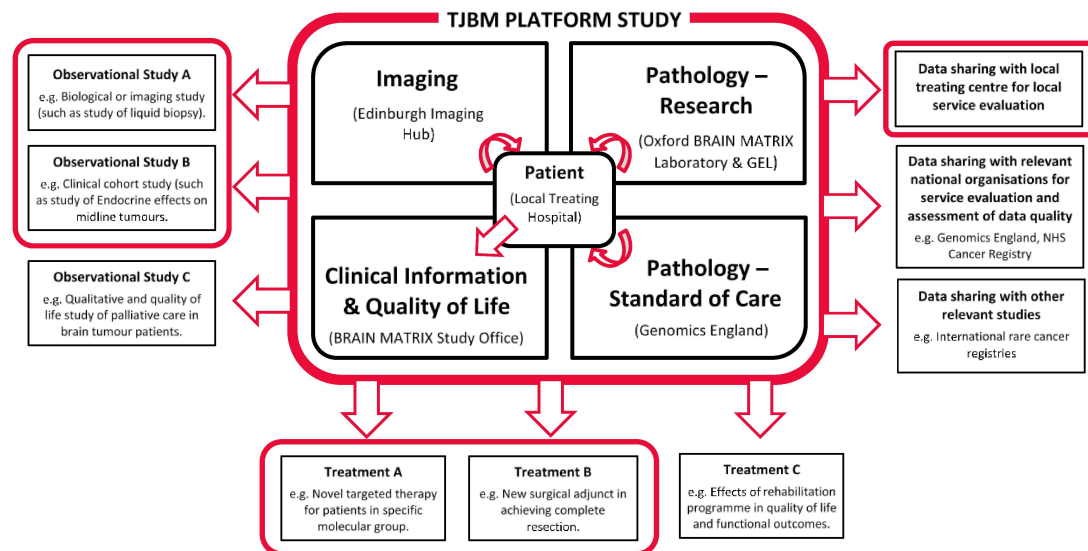 TJBM PLATFORM STUDY
Observational Study A
e.g. Biological or imaging study
(such as study of liquid biopsy).
Observational Study B
e.g. Clinical cohort study (such
as study of Endocrine effects on
midline tumours.
Observational Study C
e.g. Qualitative and quality of
life study of palliative care in
brain tumour patients.
Imaging
(Edinburgh Imaging
Hub)
Pathology –
Research
(Oxford BRAIN MATRIX
Laboratory & GEL)
Patient
(Local Treating
Hospital)
Clinical Information
& Quality of Life
(BRAIN MATRIX Study Office)
Pathology –
Standard of Care
(Genomics England)
Data sharing with local
treating centre for local
service evaluation
Data sharing with relevant
national organisations for
service evaluation and
assessment of data quality
e.g. Genomics England, NHS
Cancer Registry
Data sharing with other
relevant studies
e.g. International rare cancer
registries
Treatment A
e.g. Novel targeted therapy
for patients in specific
molecular group.
Treatment B
e.g. New surgical adjunct in
achieving complete
resection.
Treatment C
e.g. Effects of rehabilitation
programme in quality of life
and functional outcomes.